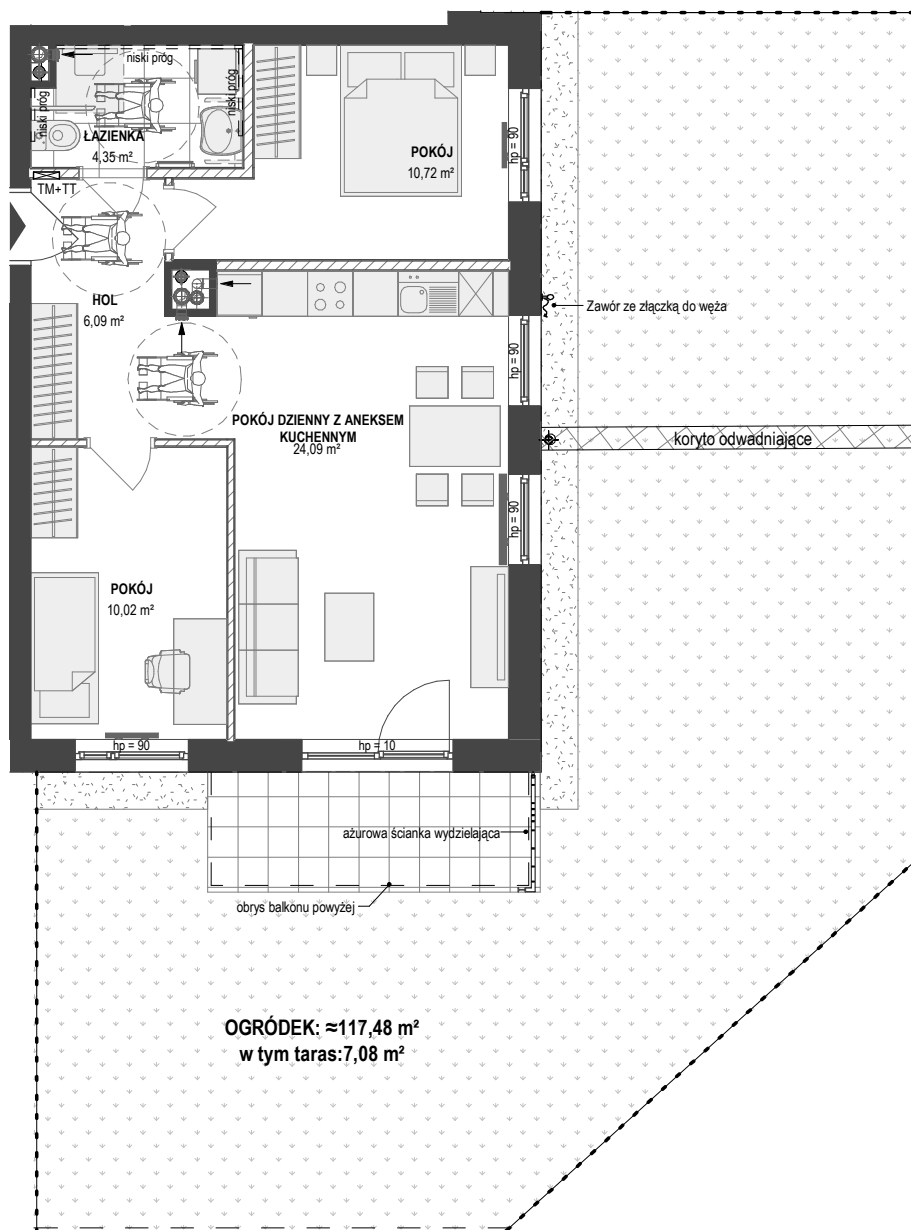 niski próg
niski próg
niski próg
ŁAZIENKA
4,35 m²
TM+TT
POKÓJ
10,72 m²
hp = 90
HOL
6,09 m²
Zawór ze złączką do węża
hp = 90
POKÓJ DZIENNY Z ANEKSEM
KUCHENNYM
24,09 m²
koryto odwadniające
hp = 90
POKÓJ
10,02 m²
hp = 90
hp = 10
ażurowa ścianka wydzielająca
obrys balkonu powyżej
OGRÓDEK: ≈117,48 m²
w tym taras:7,08 m²